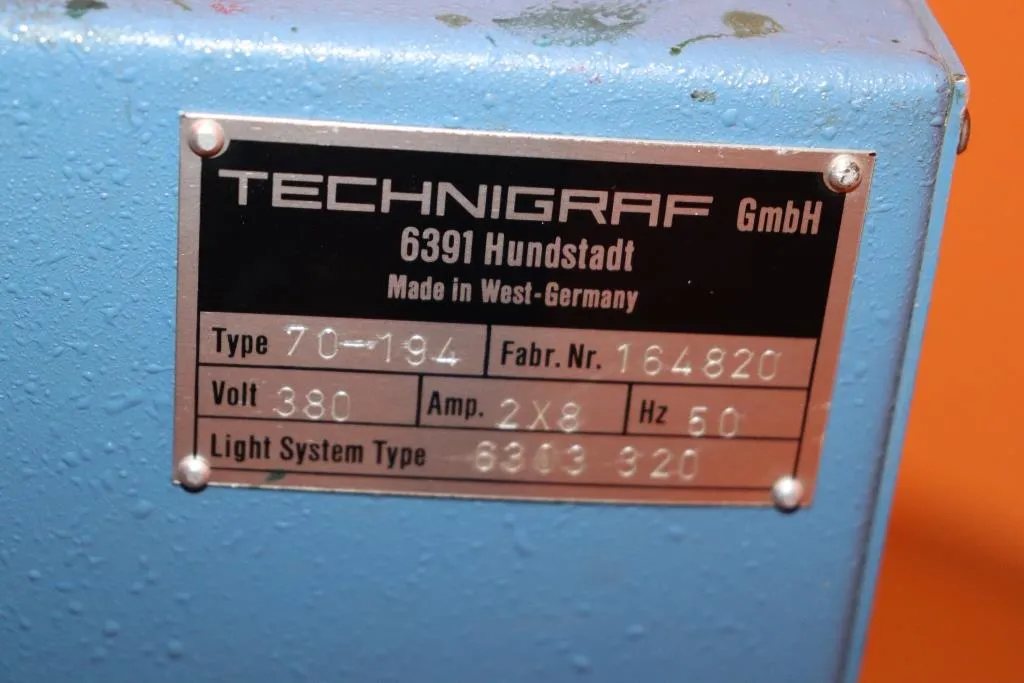 TECHNIGRAF GmbH
6391 Hundstadt
Made in West-Germany
Type 70-194 Fabr. Nr. 164820
Volt 380 Amp. 2X8 Hz 50
Light System Type 6303 320